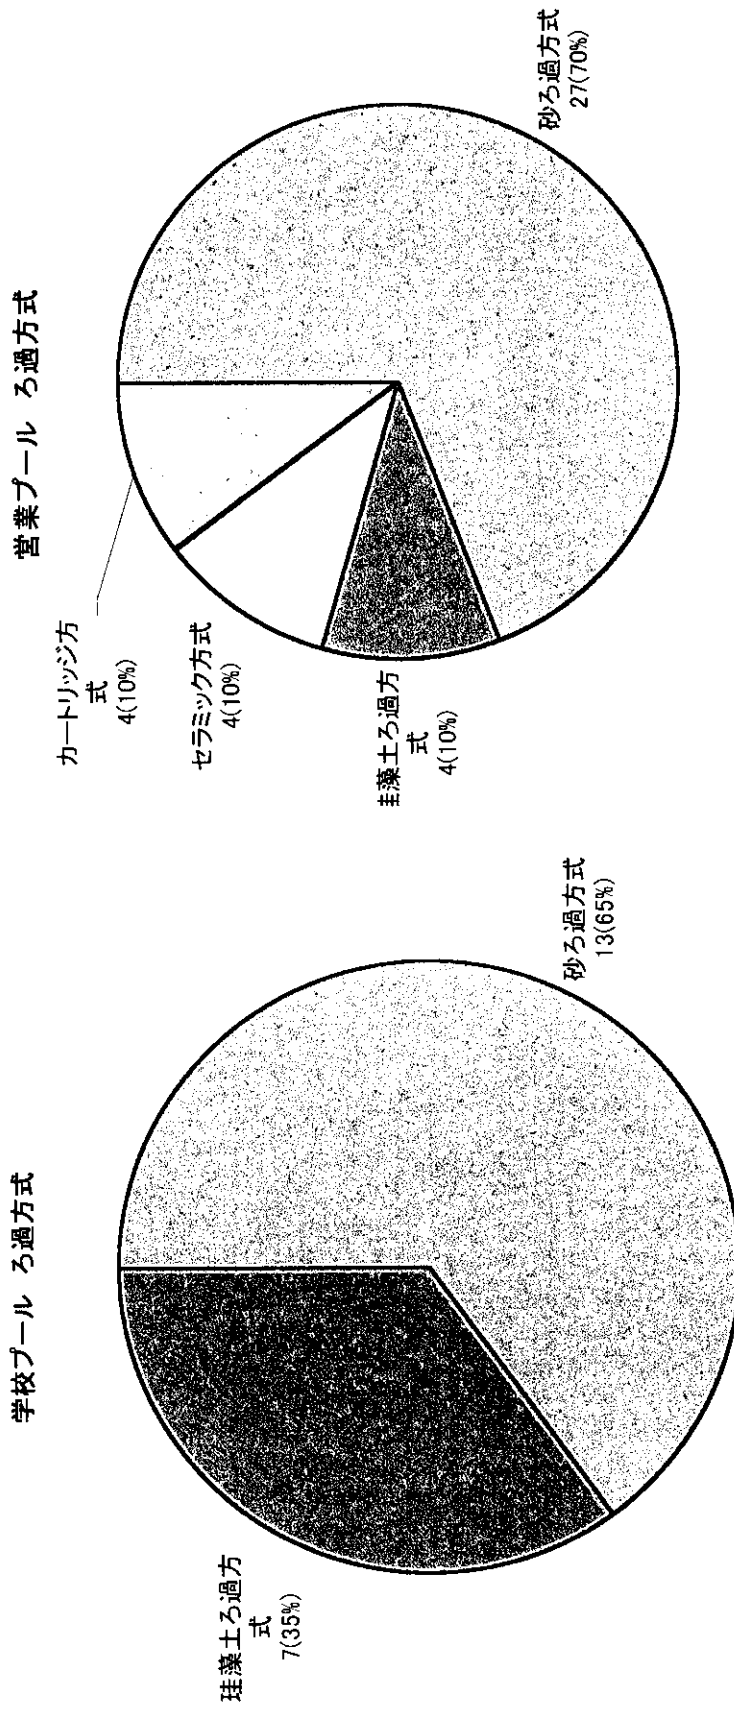 学校プール ろ過方式
珪藻土ろ過方
式
7(35%)
砂ろ過方式
13(65%)
営業プール ろ過方式
カートリッジ方
式
4(10%)
セラミック方式
4(10%)
圭藻土ろ過方
式
4(10%)
砂ろ過方式
27(70%)